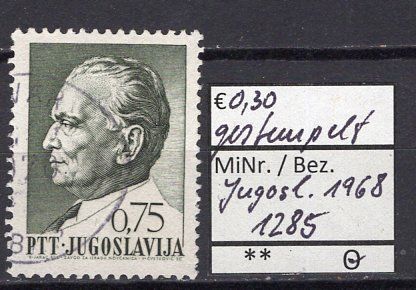 0,75
PTT·JUGOSLAVIJA
€0,30
gestempelt
MiNr. / Bez.
Jugosl. 1968
1285
** ⊙